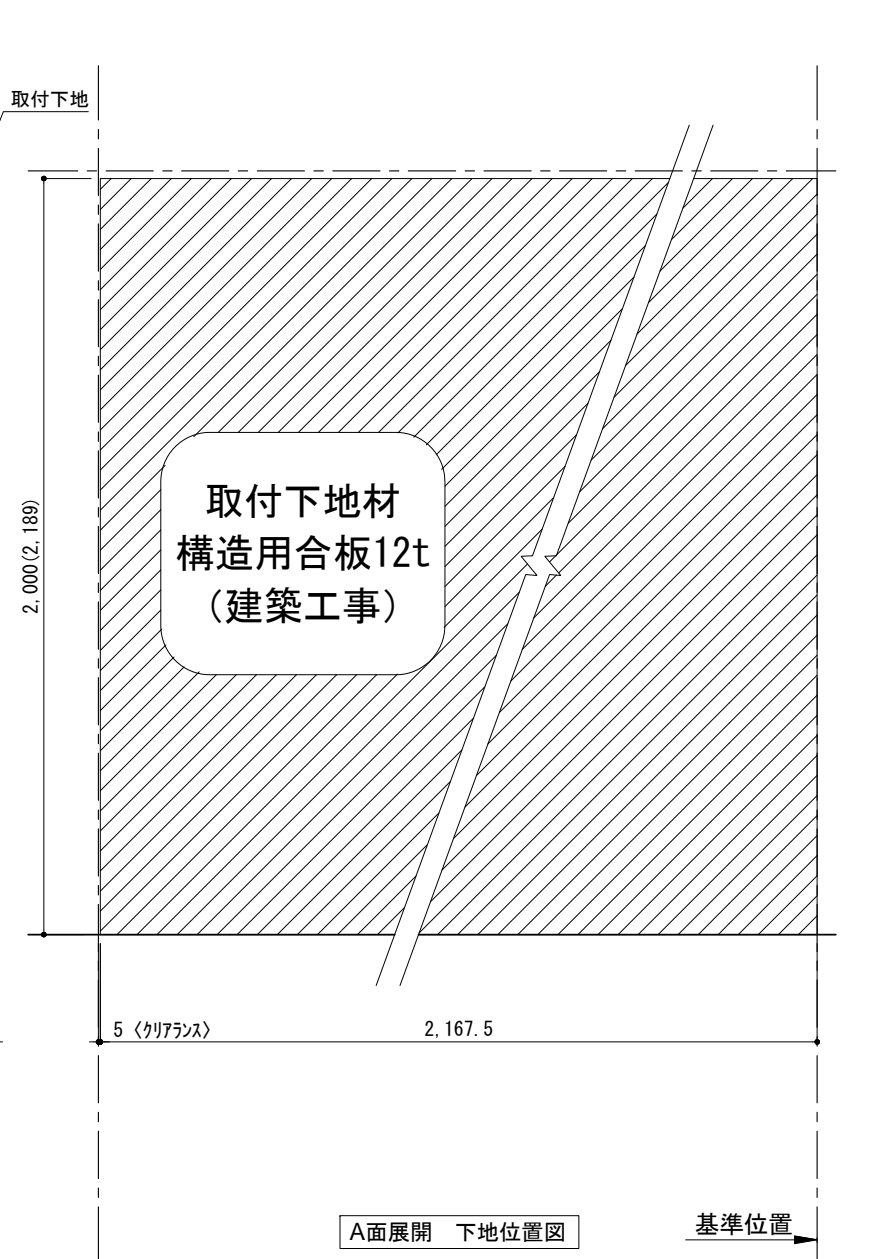 取付下地
取付下地材
構造用合板12t
(建築工事)
2,000(2,189)
5 〈ｸﾘｱﾗﾝｽ〉
2,167.5
A面展開　下地位置図
基準位置